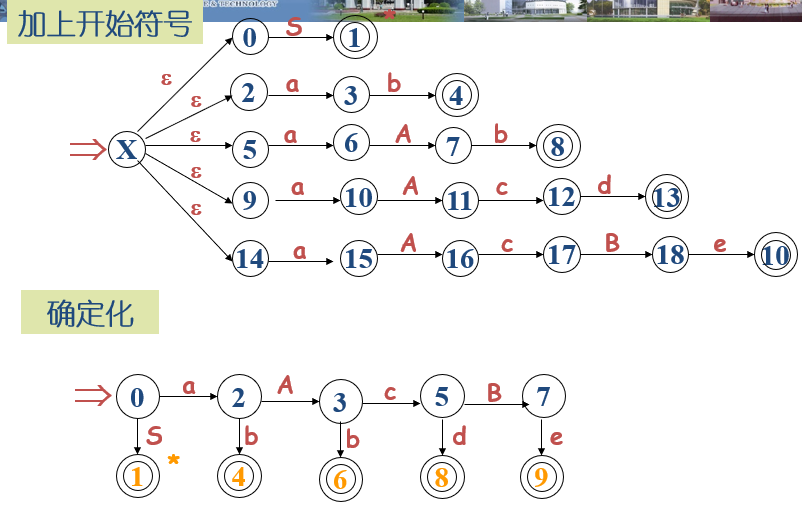 & TECHNOLOGY
加上开始符号
0 S 1 *
ε
2 a 3 b 4
ε
X ε 5 a 6 A 7 b 8
ε
9 a 10 A 11 c 12 d 13
ε
14 a 15 A 16 c 17 B 18 e 10
确定化
0 a 2 A 3 c 5 B 7
S b b d e
1 * 4 6 8 9